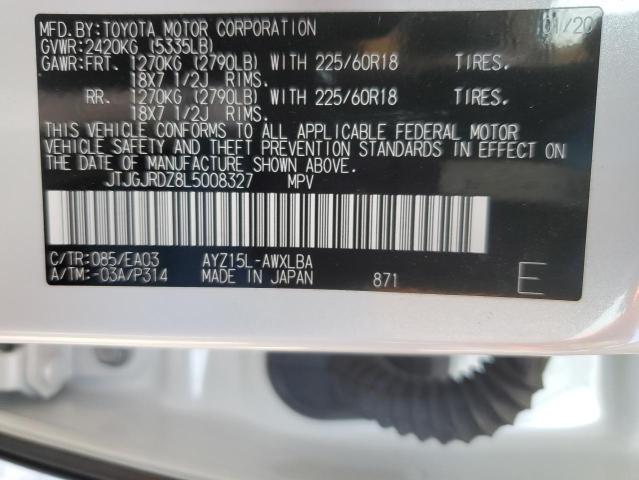 MFD.BY:TOYOTA MOTOR CORPORATION 01/20
GVWR:2420KG (5335LB)
GAWR:FRT. 1270KG (2790LB) WITH 225/60R18 TIRES.
18X7 1/2J RIMS.
RR. 1270KG (2790LB) WITH 225/60R18 TIRES.
18X7 1/2J RIMS.
THIS VEHICLE CONFORMS TO ALL APPLICABLE FEDERAL MOTOR
VEHICLE SAFETY AND THEFT PREVENTION STANDARDS IN EFFECT ON
THE DATE OF MANUFACTURE SHOWN ABOVE.
JTJGJRDZ8L5008327 MPV
C/TR:085/EA03 AYZ15L-AWXLBA
A/TM:-03A/P314 MADE IN JAPAN 871 E